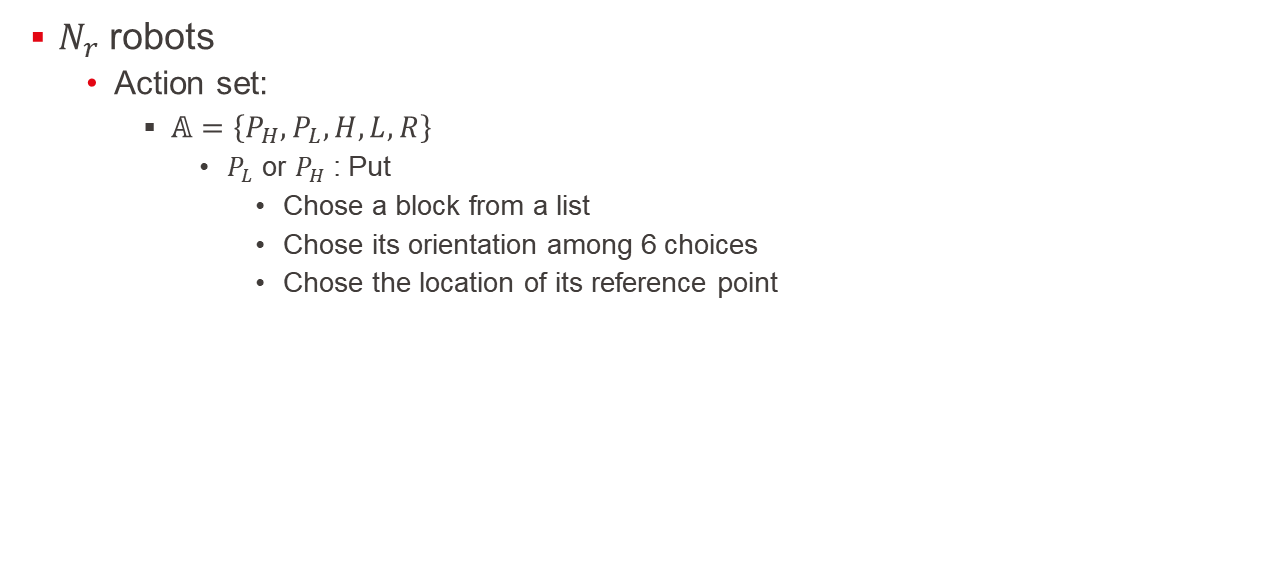 ▪ Nᵣ robots
• Action set:
▪ 𝔸 = {P_H, P_L, H, L, R}
• P_L or P_H : Put
• Chose a block from a list
• Chose its orientation among 6 choices
• Chose the location of its reference point